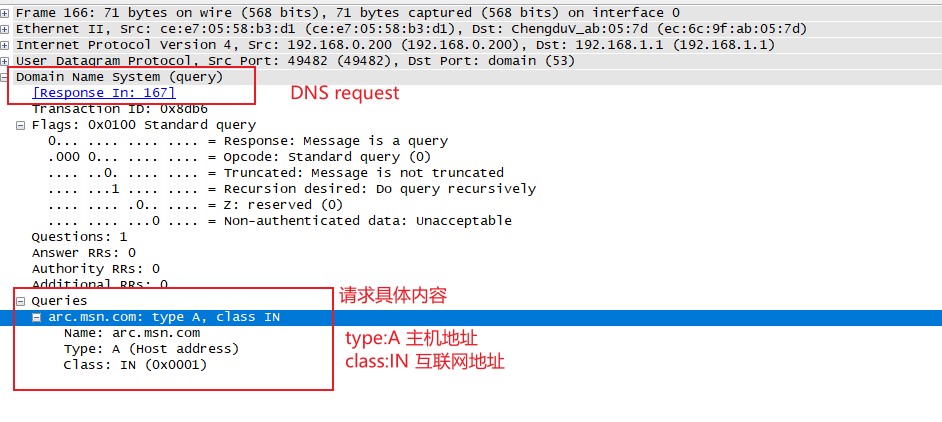 Frame 166: 71 bytes on wire (568 bits), 71 bytes captured (568 bits) on interface 0
Ethernet II, Src: ce:e7:05:58:b3:d1 (ce:e7:05:58:b3:d1), Dst: ChengduV_ab:05:7d (ec:6c:9f:ab:05:7d)
Internet Protocol Version 4, Src: 192.168.0.200 (192.168.0.200), Dst: 192.168.1.1 (192.168.1.1)
User Datagram Protocol, Src Port: 49482 (49482), Dst Port: domain (53)
Domain Name System (query)
[Response In: 167]
DNS request
Transaction ID: 0x8db6
Flags: 0x0100 Standard query
0... .... .... .... = Response: Message is a query
.000 0... .... .... = Opcode: Standard query (0)
.... ..0. .... .... = Truncated: Message is not truncated
.... ...1 .... .... = Recursion desired: Do query recursively
.... .... .0.. .... = Z: reserved (0)
.... .... ...0 .... = Non-authenticated data: Unacceptable
Questions: 1
Answer RRs: 0
Authority RRs: 0
Additional RRs: 0
Queries
请求具体内容
arc.msn.com: type A, class IN
Name: arc.msn.com
type:A 主机地址
Type: A (Host address)
class:IN 互联网地址
Class: IN (0x0001)